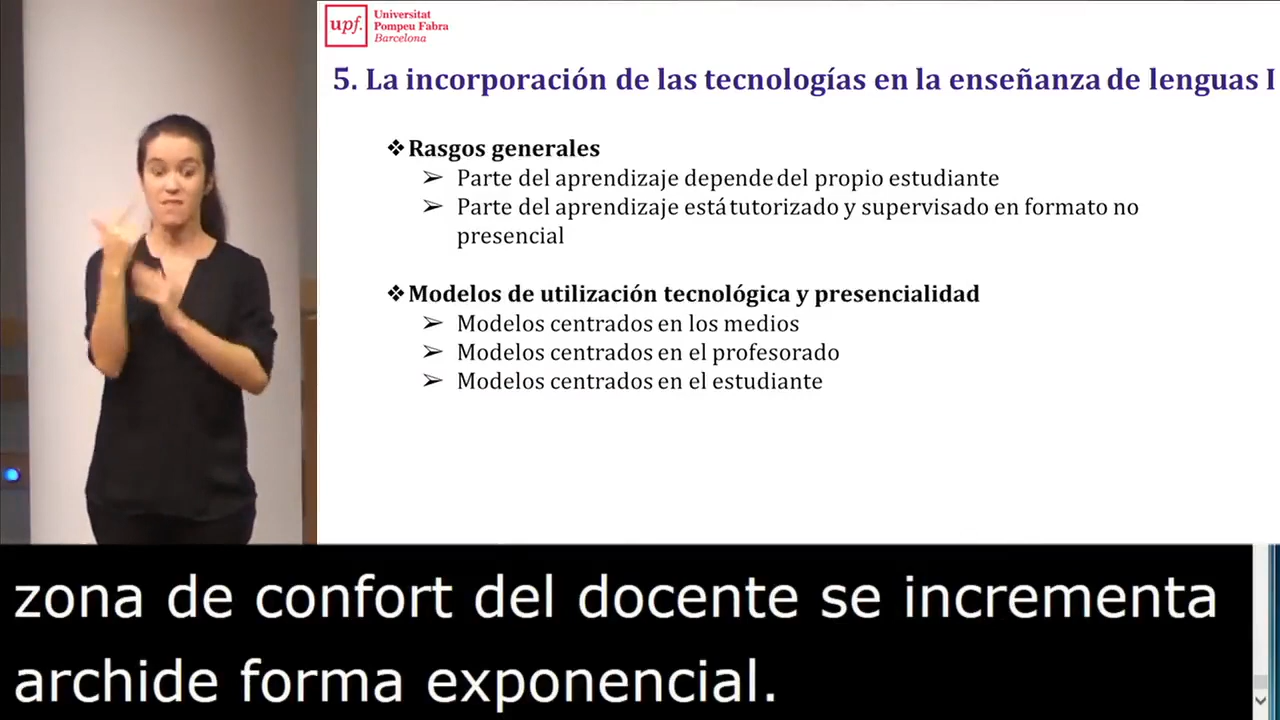 upf.
Universitat
Pompeu Fabra
Barcelona
5. La incorporación de las tecnologías en la enseñanza de lenguas I
❖Rasgos generales
➢ Parte del aprendizaje depende del propio estudiante
➢ Parte del aprendizaje está tutorizado y supervisado en formato no
presencial
❖Modelos de utilización tecnológica y presencialidad
➢ Modelos centrados en los medios
➢ Modelos centrados en el profesorado
➢ Modelos centrados en el estudiante
zona de confort del docente se incrementa
archide forma exponencial.